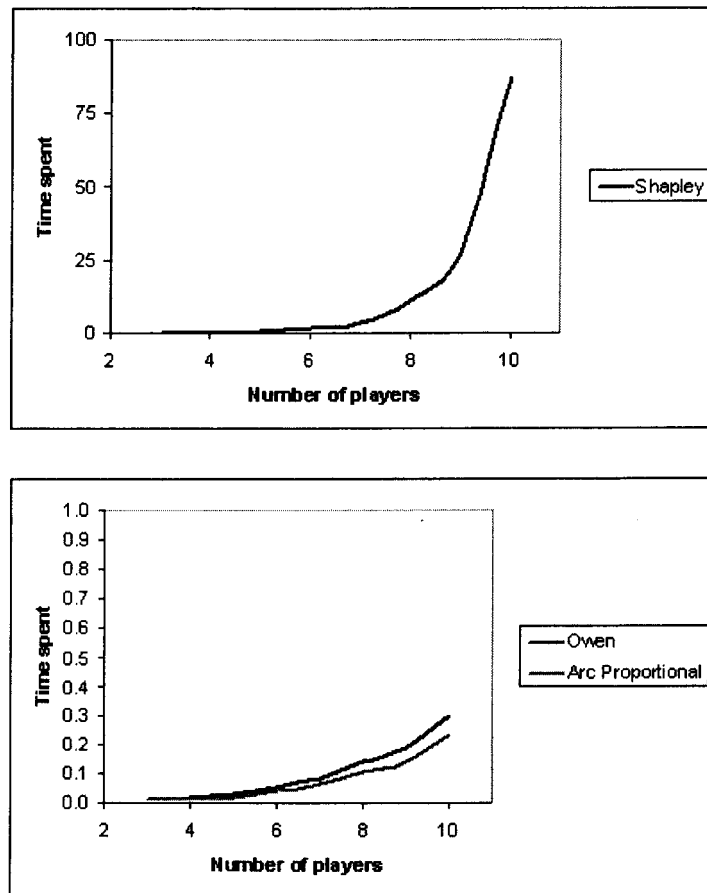 100
75
50
25
0
Time spent
2 4 6 8 10
Number of players
Shapley
1.0
0.9
0.8
0.7
0.6
0.5
0.4
0.3
0.2
0.1
0.0
Time spent
2 4 6 8 10
Number of players
Owen
Arc Proportional